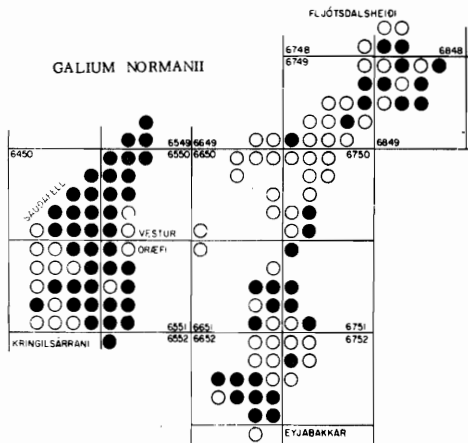 FLJÓTSDALSHEIÐI
6748 6848
6749
GALIUM NORMANII
6549 6649 6849
6450 6550 6650 6750
SAUÐAFELL
VESTUR
ÖRÆFI
6551 6651 6751
KRINGILSÁRRANI 6552 6652 6752
EYJABAKKAR